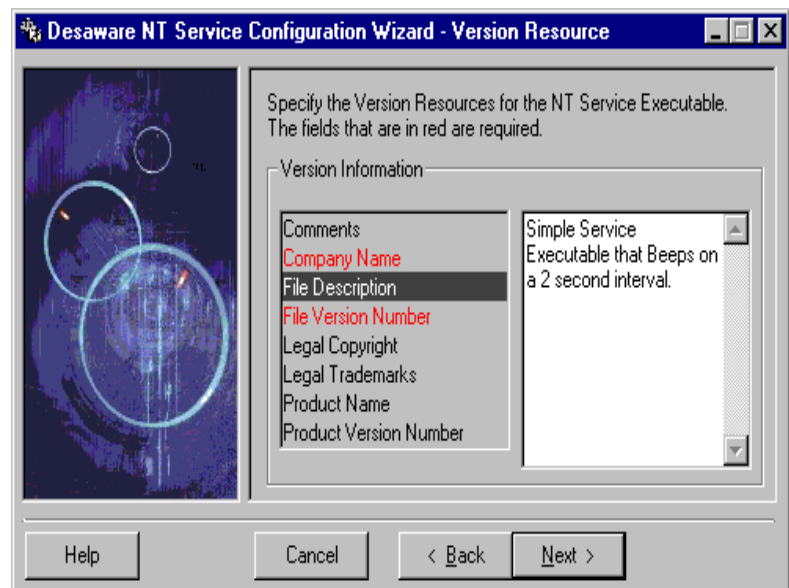 Desaware NT Service Configuration Wizard - Version Resource
Specify the Version Resources for the NT Service Executable.
The fields that are in red are required.
Version Information
Comments
Company Name
File Description
File Version Number
Legal Copyright
Legal Trademarks
Product Name
Product Version Number
Simple Service
Executable that Beeps on
a 2 second interval.
Help
Cancel
< Back
Next >